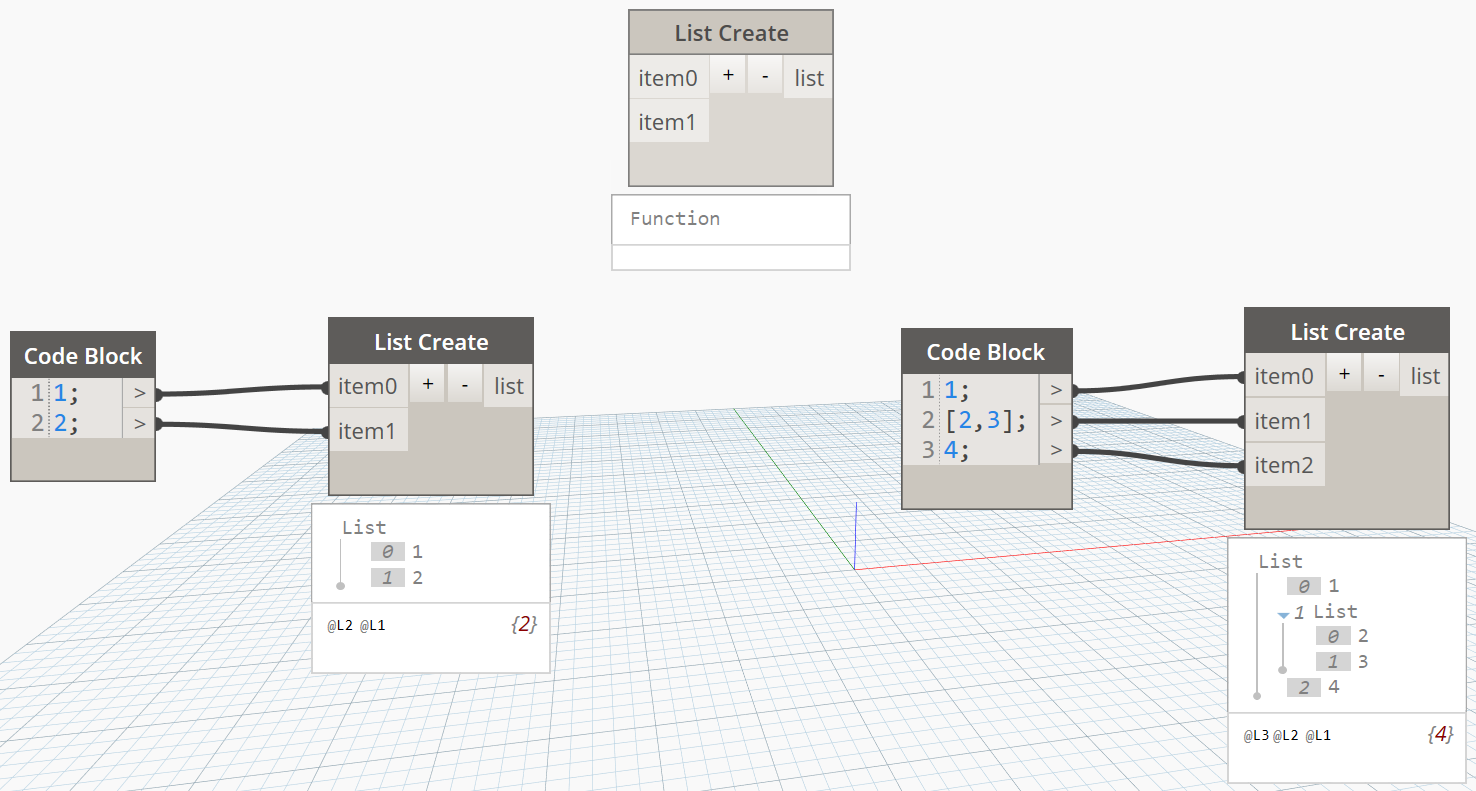 List Create
item0 + - list
item1
Function
Code Block
1 1; >
2 2; >
List Create
item0 + - list
item1
List
0 1
1 2
@L2 @L1 {2}
Code Block
1 1; >
2 [2,3]; >
3 4; >
List Create
item0 + - list
item1
item2
List
0 1
1 List
0 2
1 3
2 4
@L3 @L2 @L1 {4}